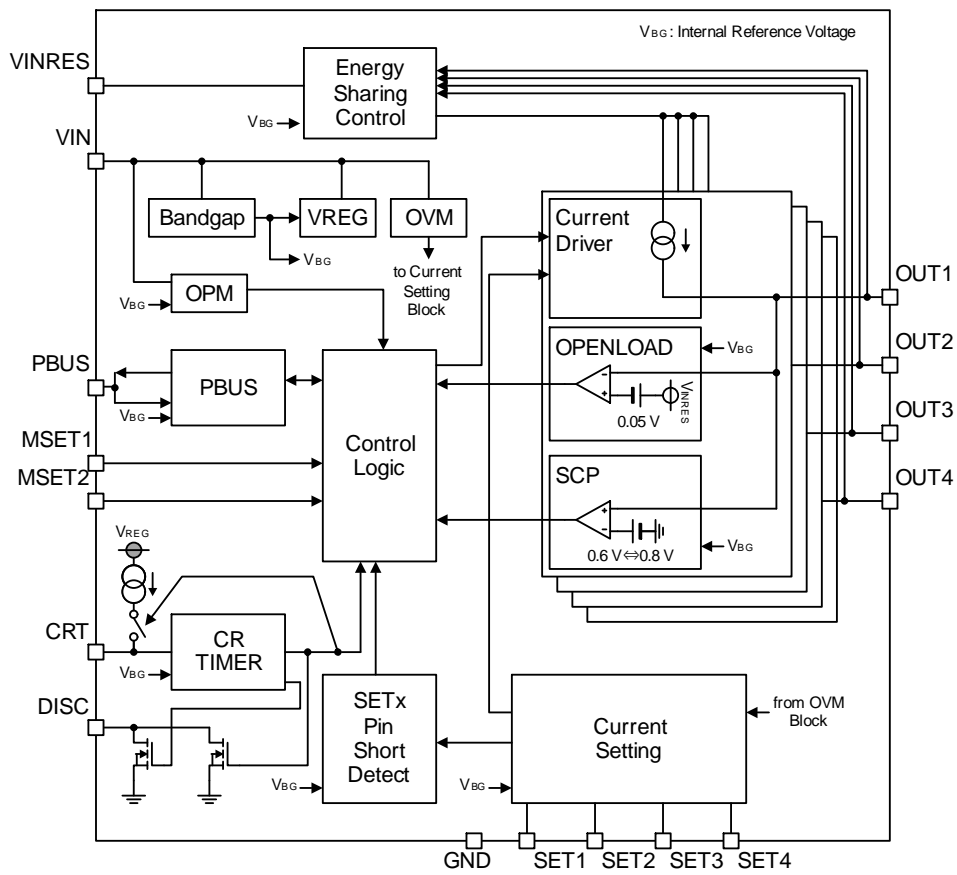 VBG: Internal Reference Voltage
VINRES
Energy
Sharing
Control
VBG
VIN
Bandgap
VREG
OVM
VBG
to Current
Setting
Block
OPM
VBG
Current
Driver
OUT1
OPENLOAD
VBG
-
+
0.05 V
VINRES
OUT2
PBUS
PBUS
VBG
Control
Logic
OUT3
MSET1
MSET2
SCP
+
-
0.6 V⇔0.8 V
VBG
OUT4
VREG
CRT
CR
TIMER
VBG
DISC
SETx
Pin
Short
Detect
VBG
Current
Setting
VBG
from OVM
Block
GND
SET1
SET2
SET3
SET4